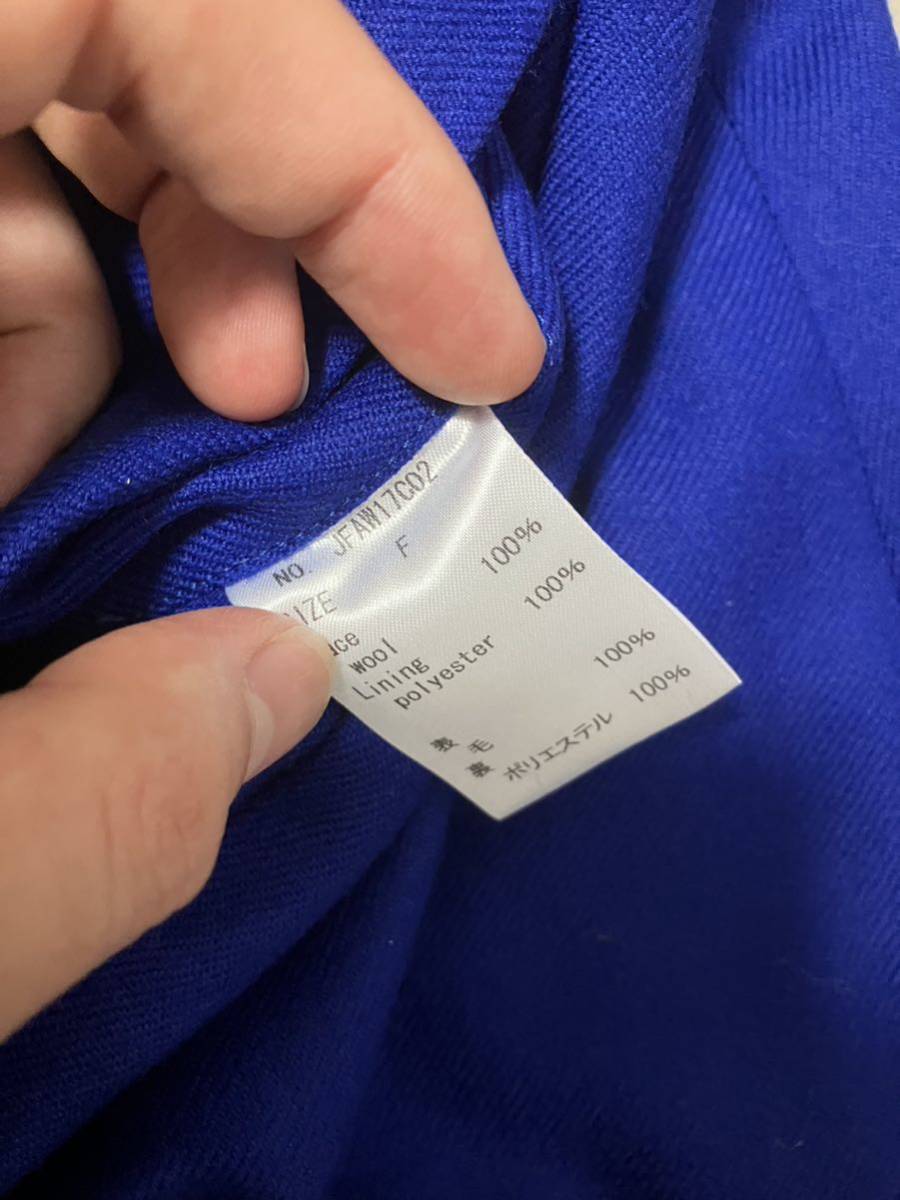 NO. JFAW17C02
SIZE F
ace
wool 100%
Lining
polyester 100%
表 毛 100%
裏 ポリエステル 100%